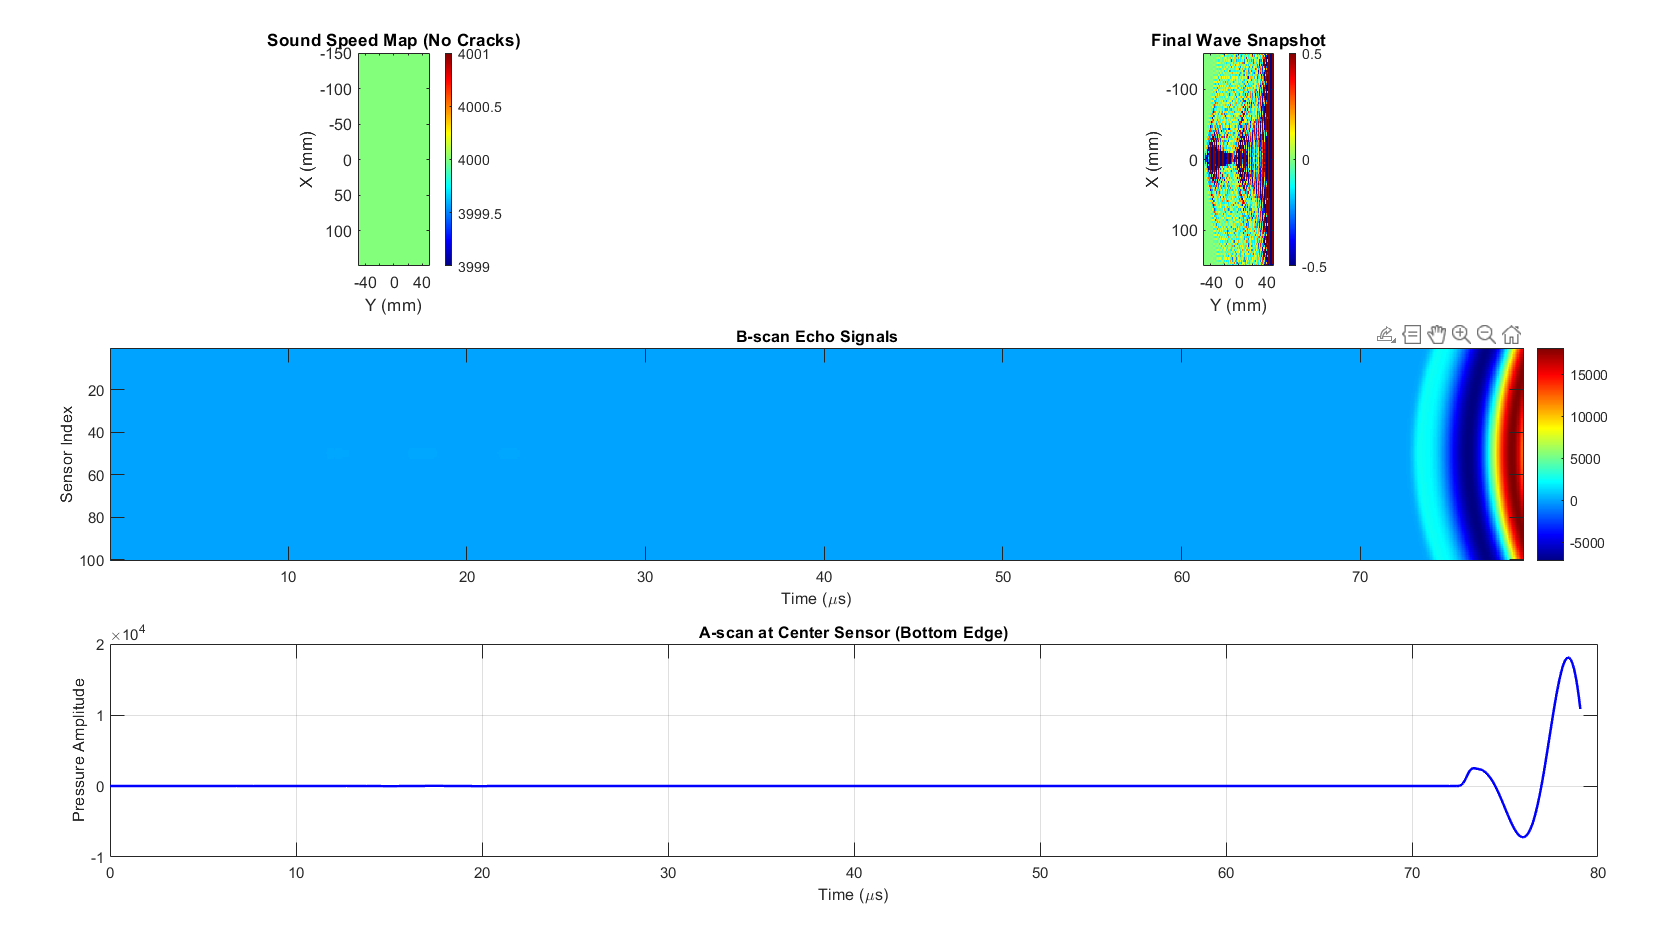 Sound Speed Map (No Cracks)
-150
-100
-50
0
50
100
X (mm)
-40 0 40
Y (mm)
4001
4000.5
4000
3999.5
3999
Final Wave Snapshot
-100
0
100
X (mm)
-40 0 40
Y (mm)
0.5
0
-0.5
B-scan Echo Signals
20
40
60
80
100
Sensor Index
10 20 30 40 50 60 70
Time (μs)
15000
10000
5000
0
-5000
A-scan at Center Sensor (Bottom Edge)
×10⁴
2
1
0
-1
Pressure Amplitude
0 10 20 30 40 50 60 70 80
Time (μs)